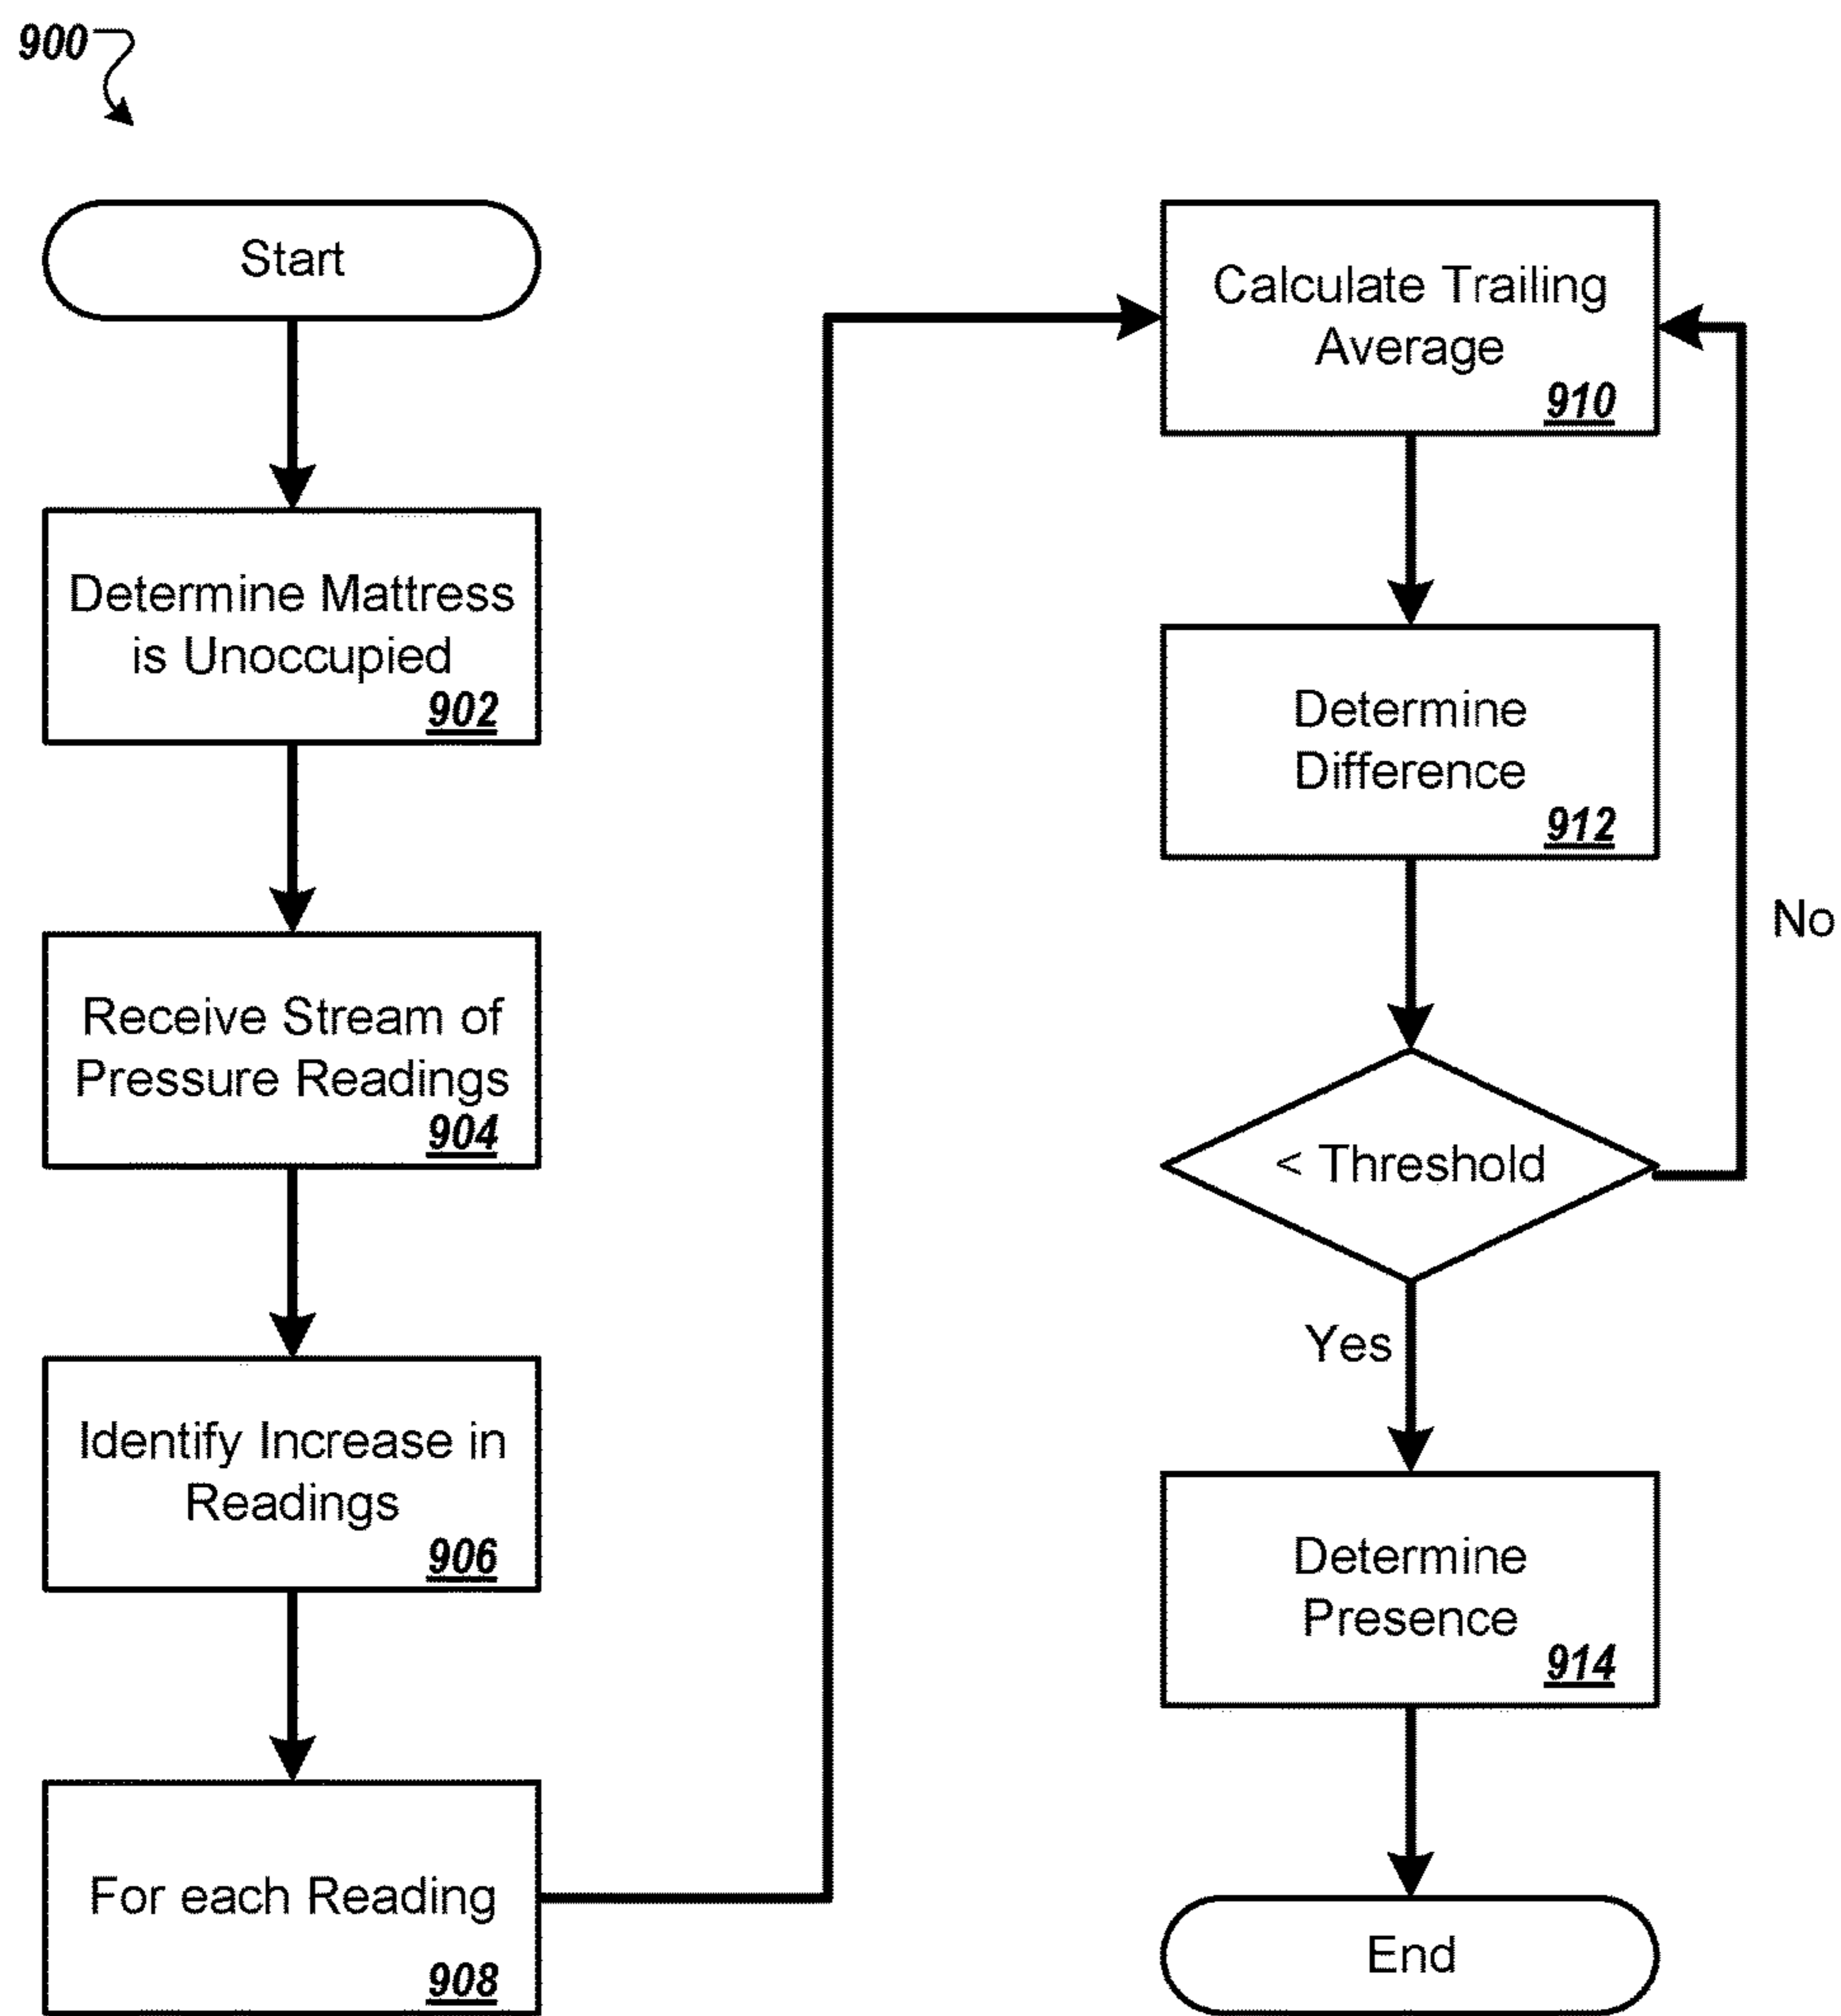 900
Start
Determine Mattress
is Unoccupied
902
Receive Stream of
Pressure Readings
904
Identify Increase in
Readings
906
For each Reading
908
Calculate Trailing
Average
910
Determine
Difference
912
No
< Threshold
Yes
Determine
Presence
914
End